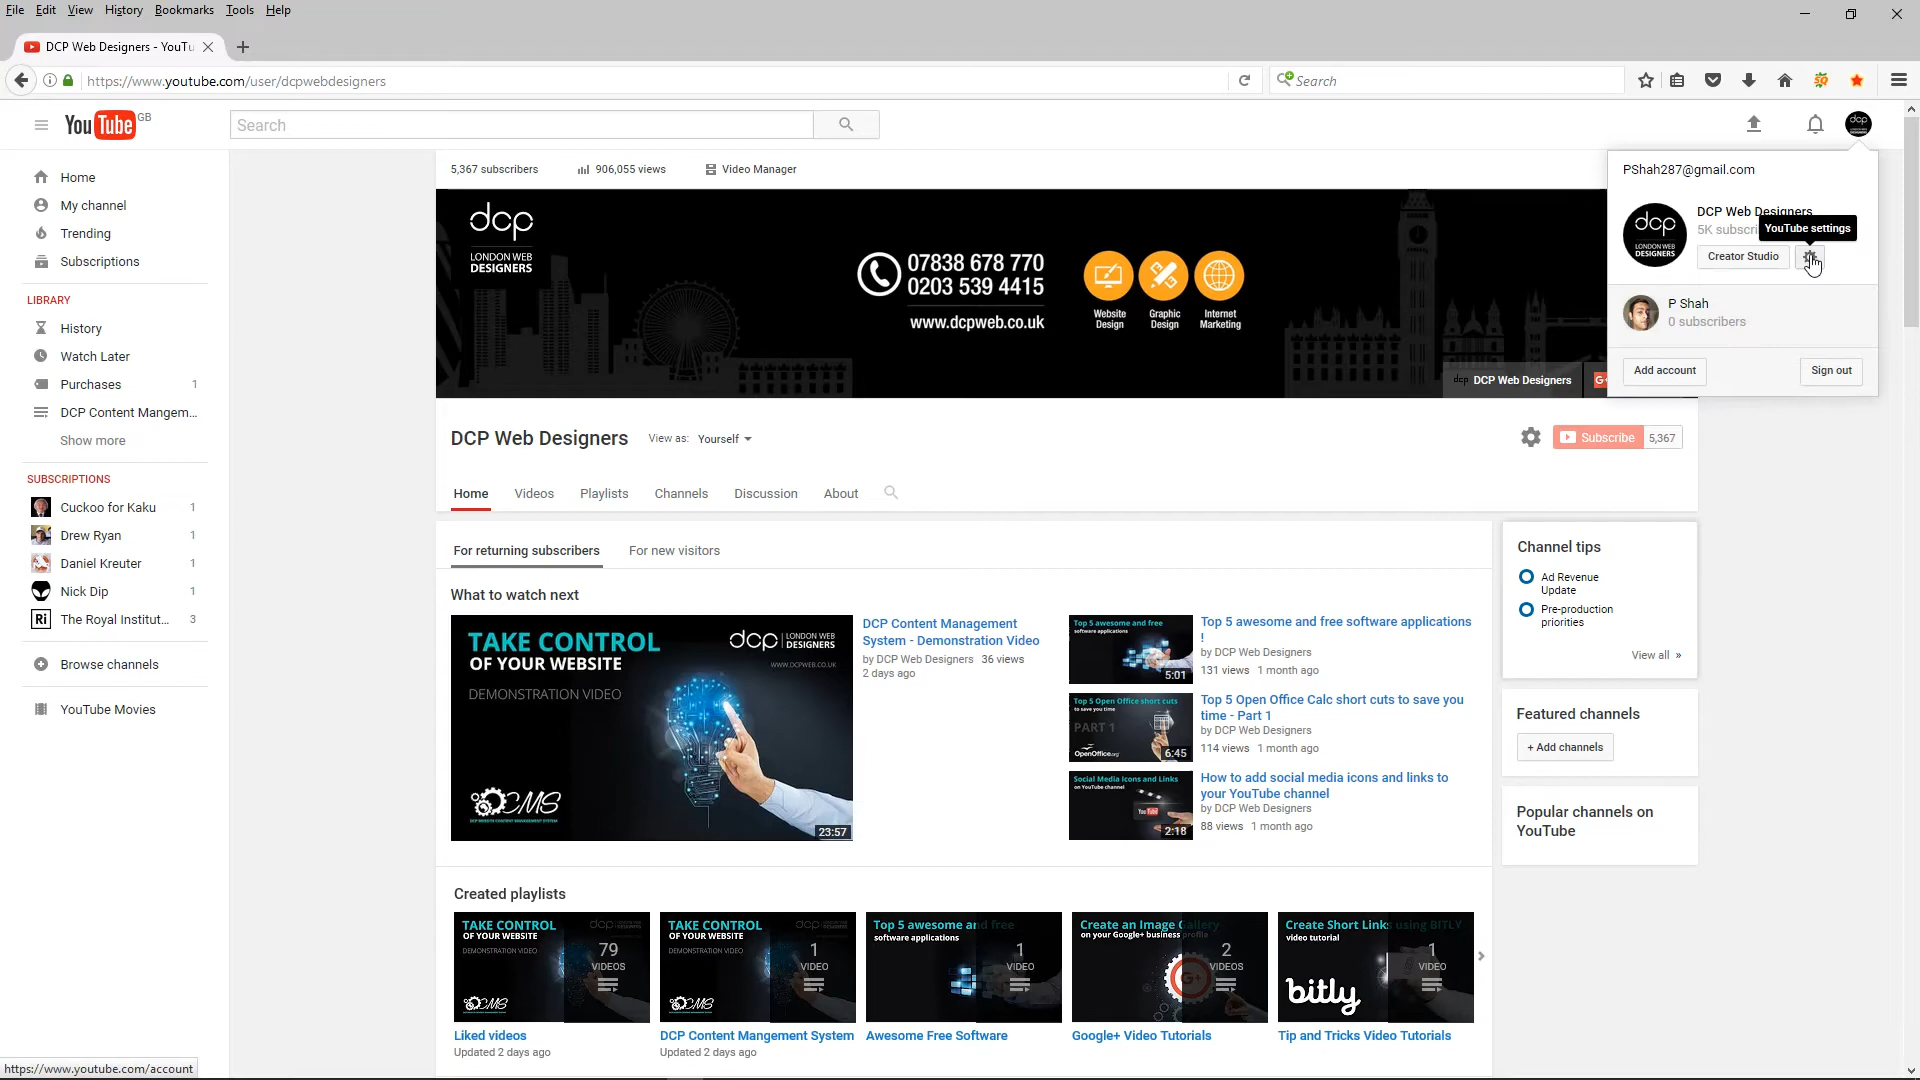 File Edit View History Bookmarks Tools Help
DCP Web Designers - YouTu
https://www.youtube.com/user/dcpwebdesigners
Search
YouTube GB
Search
PShah287@gmail.com
dcp
LONDON WEB
DESIGNERS
DCP Web Designers
5K subscri
YouTube settings
Creator Studio
P Shah
0 subscribers
Add account
Sign out
Home
My channel
Trending
Subscriptions
LIBRARY
History
Watch Later
Purchases 1
DCP Content Mangem...
Show more
SUBSCRIPTIONS
Cuckoo for Kaku 1
Drew Ryan 1
Daniel Kreuter 1
Nick Dip 1
Ri The Royal Institut... 3
Browse channels
YouTube Movies
5,367 subscribers 906,055 views Video Manager
dcp
LONDON WEB
DESIGNERS
07838 678 770
0203 539 4415
www.dcpweb.co.uk
Website
Design
Graphic
Design
Internet
Marketing
dcp DCP Web Designers G+
DCP Web Designers View as: Yourself
Subscribe 5,367
Home Videos Playlists Channels Discussion About
For returning subscribers For new visitors
What to watch next
TAKE CONTROL
OF YOUR WEBSITE
DEMONSTRATION VIDEO
dcp LONDON WEB
DESIGNERS
WWW.DCPWEB.CO.UK
CMS
DCP WEBSITE CONTENT MANAGEMENT SYSTEM
23:57
DCP Content Management
System - Demonstration Video
by DCP Web Designers 36 views
2 days ago
Top 5 awesome and free
software applications
5:01
Top 5 awesome and free software applications
!
by DCP Web Designers
131 views 1 month ago
Top 5 Open Office Calc short cuts
to save you time
PART 1
OpenOffice.org
6:45
Top 5 Open Office Calc short cuts to save you
time - Part 1
by DCP Web Designers
114 views 1 month ago
Social Media Icons and Links
on YouTube channel
YouTube
2:18
How to add social media icons and links to
your YouTube channel
by DCP Web Designers
88 views 1 month ago
Channel tips
Ad Revenue
Update
Pre-production
priorities
View all »
Featured channels
+ Add channels
Popular channels on
YouTube
Created playlists
TAKE CONTROL
OF YOUR WEBSITE
DEMONSTRATION VIDEO
CMS
79
VIDEOS
Liked videos
Updated 2 days ago
TAKE CONTROL
OF YOUR WEBSITE
DEMONSTRATION VIDEO
CMS
1
VIDEO
DCP Content Mangement System
Updated 2 days ago
Top 5 awesome and free
software applications
1
VIDEO
Awesome Free Software
Create an Image Gallery
on your Google+ business profile
G+
2
VIDEOS
Google+ Video Tutorials
Create Short Links using BITLY
video tutorial
bitly
1
VIDEO
Tip and Tricks Video Tutorials
https://www.youtube.com/account